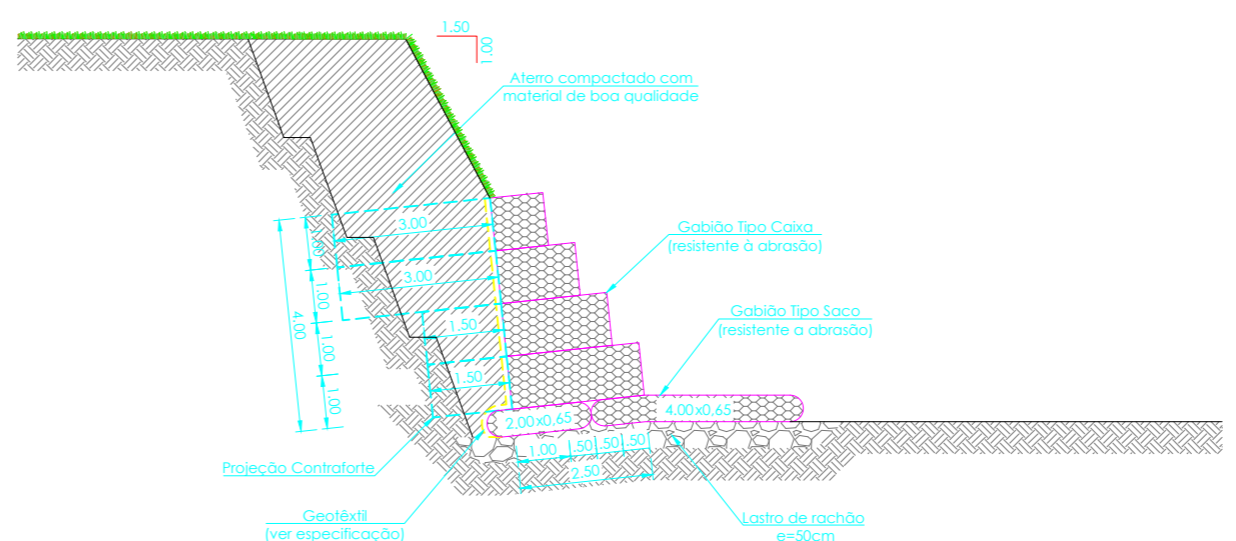 1.50
1.00
Aterro compactado com
material de boa qualidade
3.00
Gabião Tipo Caixa
(resistente à abrasão)
3.00
1.00
4.00
1.50
Gabião Tipo Saco
(resistente a abrasão)
1.00
1.50
1.00
2.00x0,65
4.00x0,65
1.00
.50
.50
.50
2.50
Projeção Contraforte
Geotêxtil
(ver especificação)
Lastro de rachão
e=50cm